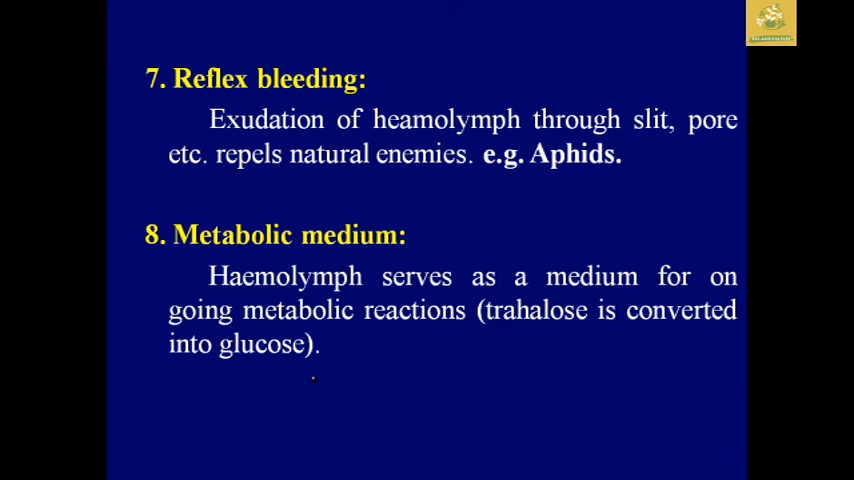 7. Reflex bleeding:
Exudation of heamolymph through slit, pore
etc. repels natural enemies. e.g. Aphids.
8. Metabolic medium:
Haemolymph serves as a medium for on
going metabolic reactions (trahalose is converted
into glucose).